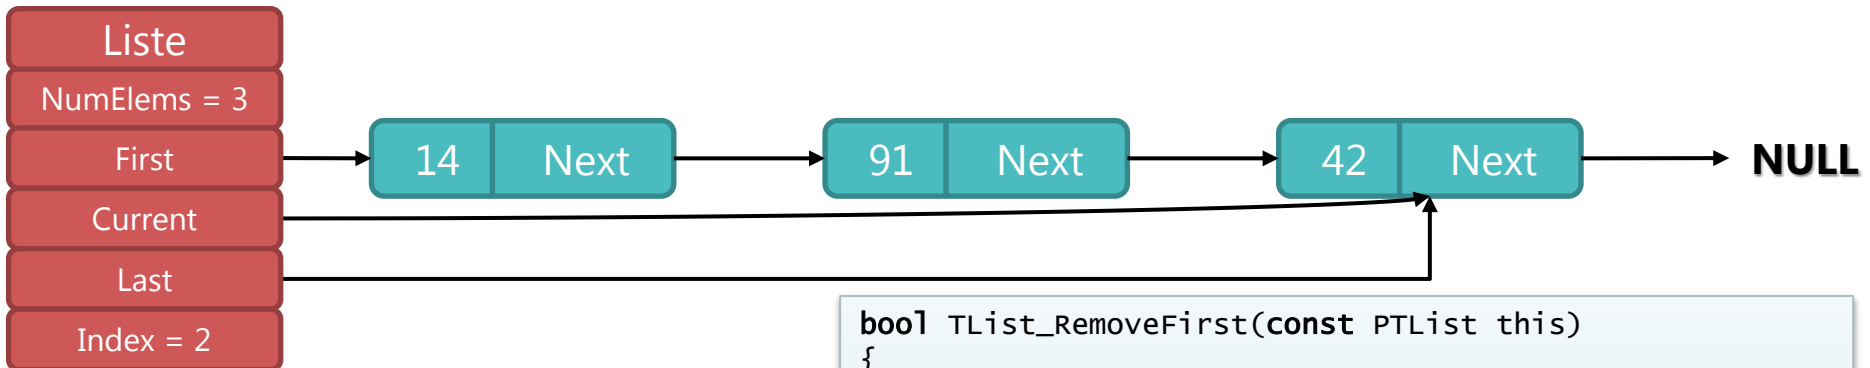 Liste
NumElems = 3
First
Current
Last
Index = 2
14 Next
91 Next
42 Next
NULL
bool TList_RemoveFirst(const PTList this)
{